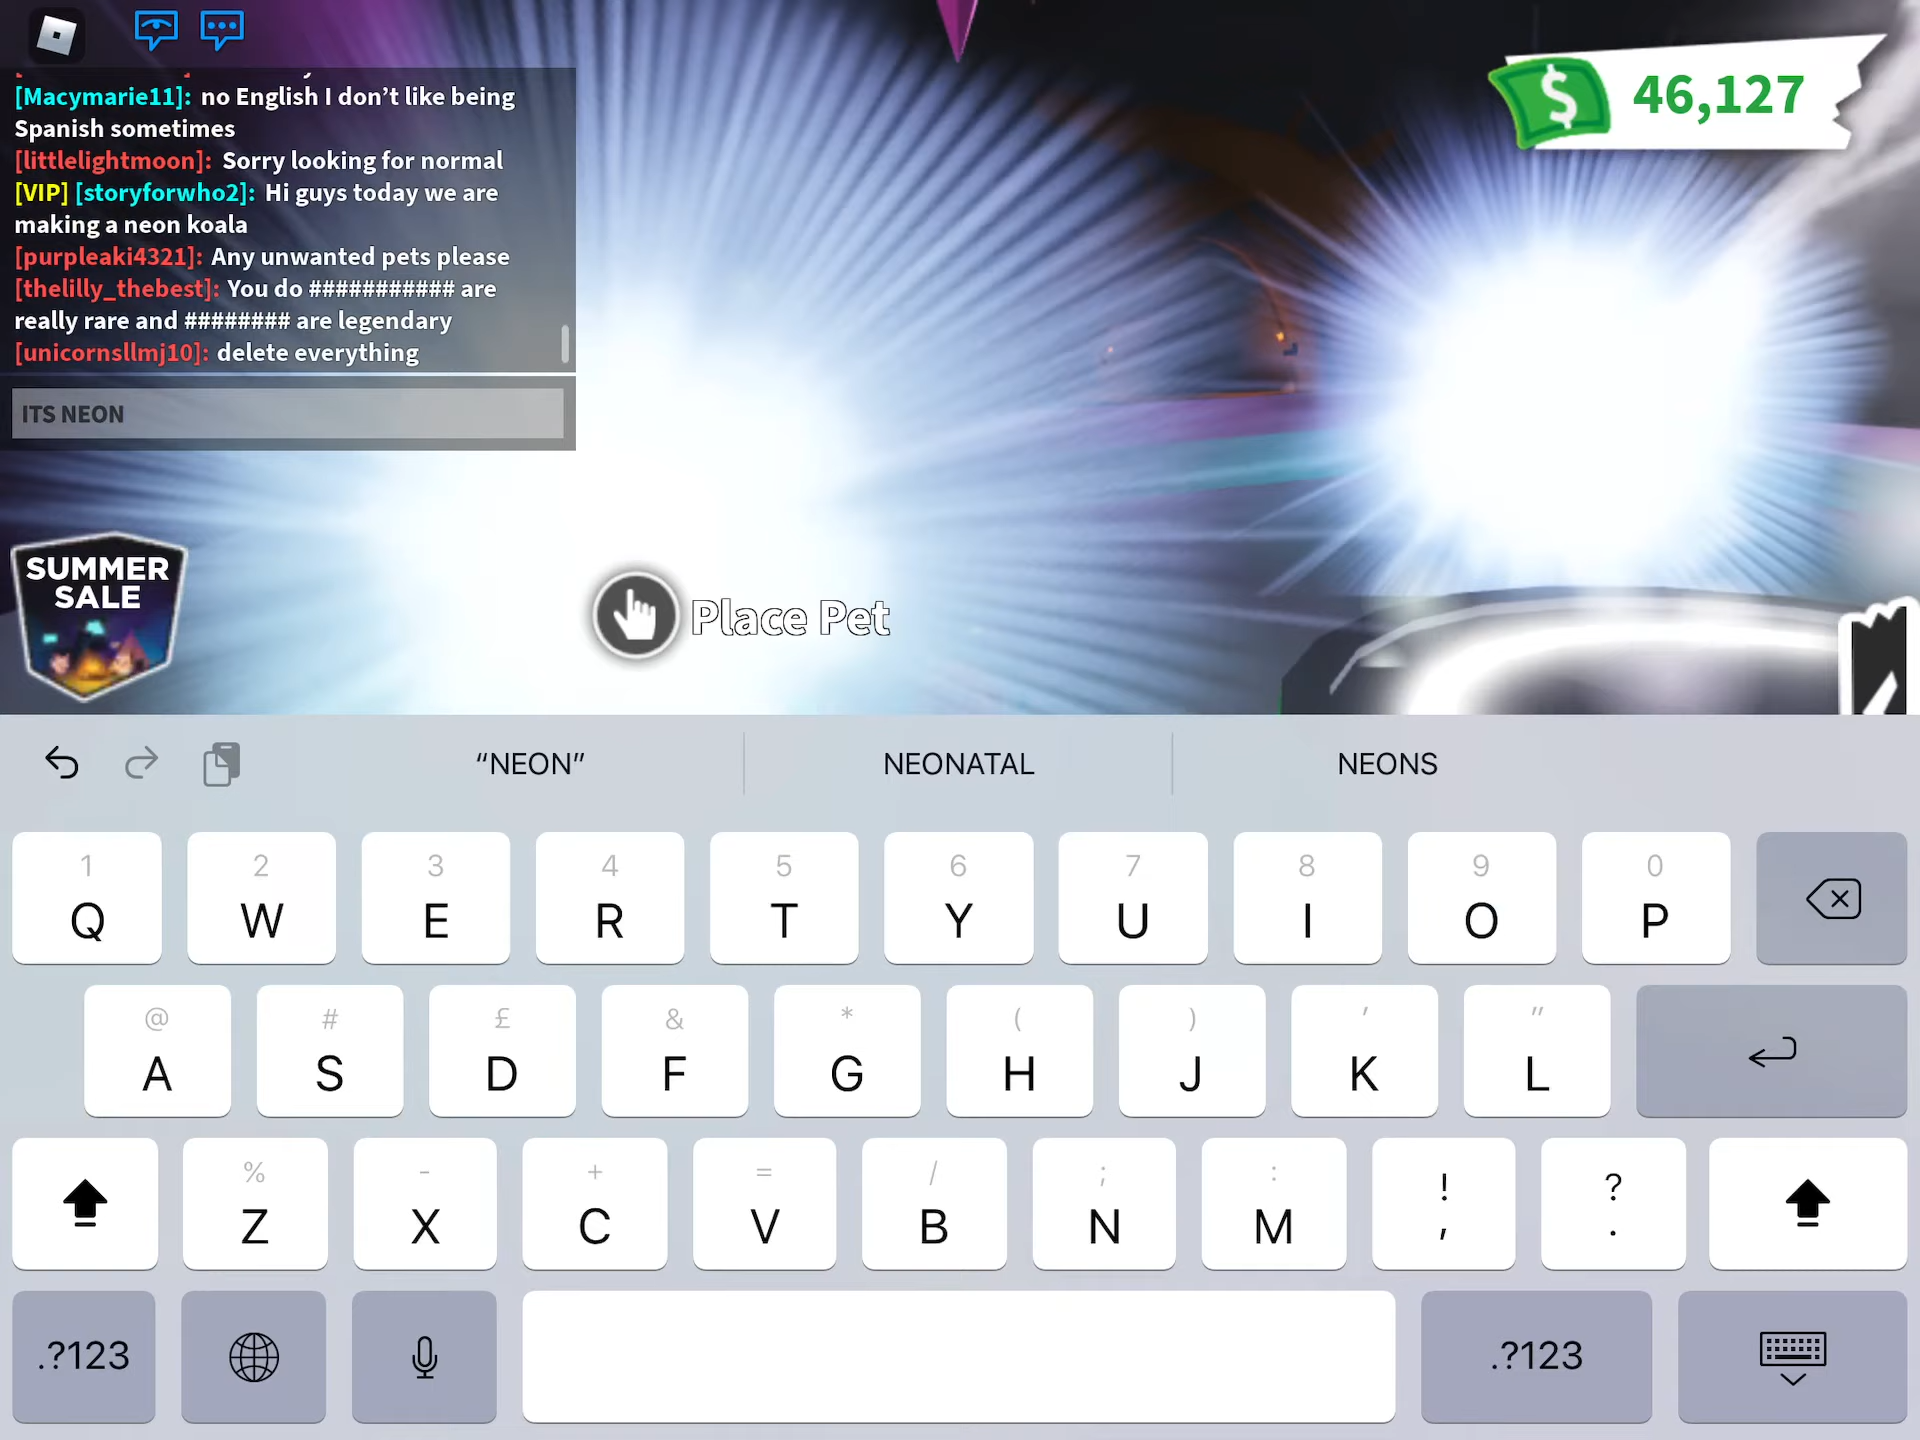 [Macymarie11]: no English I don’t like being
Spanish sometimes
[littlelightmoon]: Sorry looking for normal
[VIP] [storyforwho2]: Hi guys today we are
making a neon koala
[purpleaki4321]: Any unwanted pets please
[thelilly_thebest]: You do ########### are
really rare and ######## are legendary
[unicornsllmj10]: delete everything
ITS NEON
$ 46,127
SUMMER
SALE
Place Pet
“NEON” NEONATAL NEONS
1 2 3 4 5 6 7 8 9 0
Q W E R T Y U I O P
@ # £ & * ( ) ' "
A S D F G H J K L
% - + = / ; : ! ?
Z X C V B N M , .
.?123 .?123